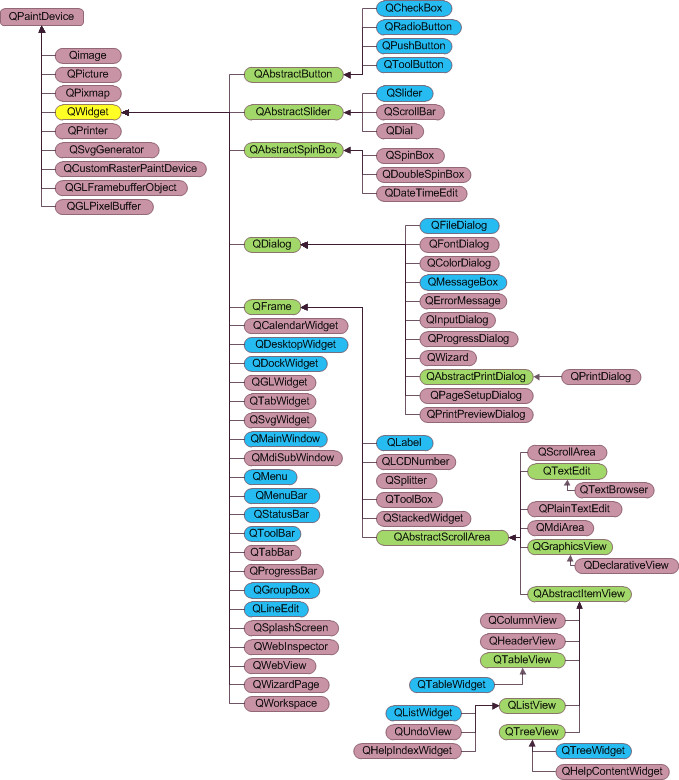 QPaintDevice
Qimage
QPicture
QPixmap
QWidget
QPrinter
QSvgGenerator
QCustomRasterPaintDevice
QGLFramebufferObject
QGLPixelBuffer
QAbstractButton
QCheckBox
QRadioButton
QPushButton
QToolButton
QAbstractSlider
QSlider
QScrollBar
QDial
QAbstractSpinBox
QSpinBox
QDoubleSpinBox
QDateTimeEdit
QDialog
QFileDialog
QFontDialog
QColorDialog
QMessageBox
QErrorMessage
QInputDialog
QProgressDialog
QWizard
QAbstractPrintDialog
QPrintDialog
QPageSetupDialog
QPrintPreviewDialog
QFrame
QCalendarWidget
QDesktopWidget
QDockWidget
QGLWidget
QTabWidget
QSvgWidget
QMainWindow
QMdiSubWindow
QMenu
QMenuBar
QStatusBar
QToolBar
QTabBar
QProgressBar
QGroupBox
QLineEdit
QSplashScreen
QWebInspector
QWebView
QWizardPage
QWorkspace
QLabel
QLCDNumber
QSplitter
QToolBox
QStackedWidget
QAbstractScrollArea
QScrollArea
QTextEdit
QTextBrowser
QPlainTextEdit
QMdiArea
QGraphicsView
QDeclarativeView
QAbstractItemView
QColumnView
QHeaderView
QTableView
QTableWidget
QListView
QListWidget
QUndoView
QHelpIndexWidget
QTreeView
QTreeWidget
QHelpContentWidget